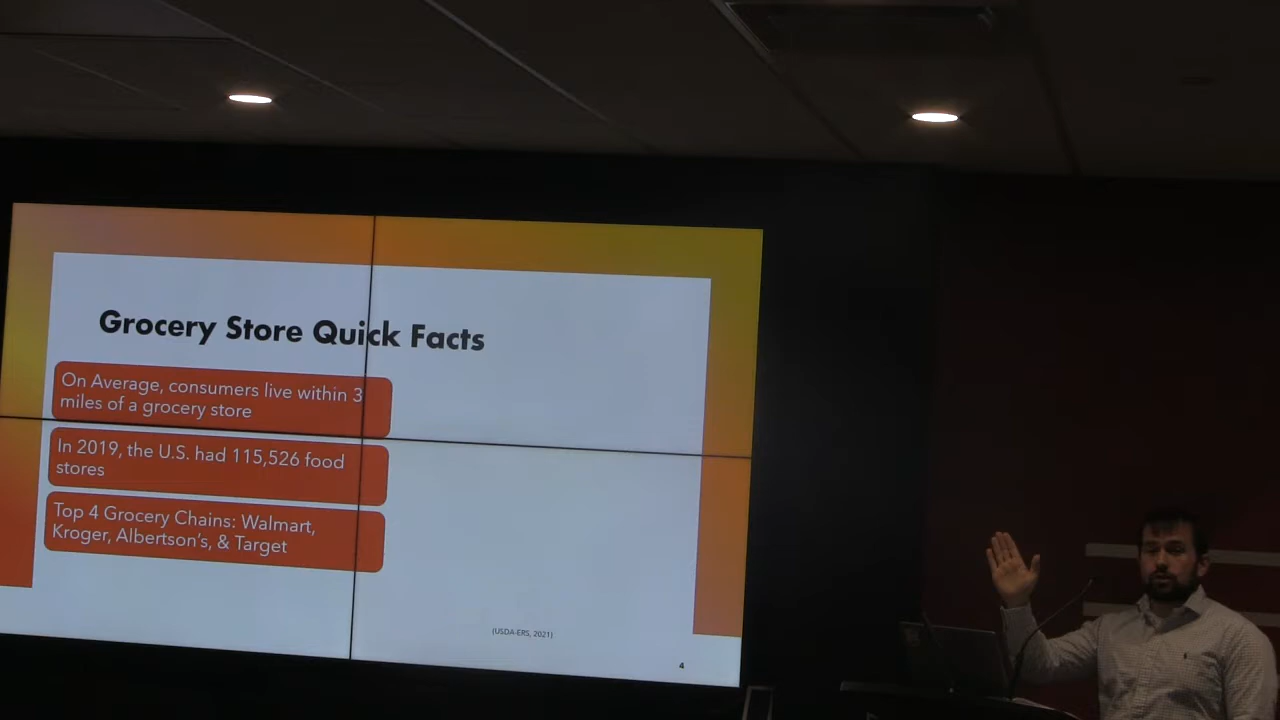 Grocery Store Quick Facts
On Average, consumers live within 3
miles of a grocery store
In 2019, the U.S. had 115,526 food
stores
Top 4 Grocery Chains: Walmart,
Kroger, Albertson's, & Target
(USDA-ERS, 2021)
4